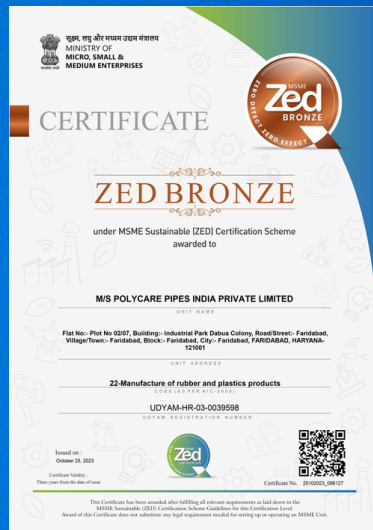 सूक्ष्म, लघु और मध्यम उद्यम मंत्रालय
MINISTRY OF
MICRO, SMALL &
MEDIUM ENTERPRISES
MSME
Zed
BRONZE
ZERO DEFECT ZERO EFFECT
CERTIFICATE
ZED BRONZE
under MSME Sustainable (ZED) Certification Scheme
awarded to
M/S POLYCARE PIPES INDIA PRIVATE LIMITED
UNIT NAME
Flat No:- Plot No 02/07, Building:- Industrial Park Dabua Colony, Road/Street:- Faridabad,
Village/Town:- Faridabad, Block:- Faridabad, City:- Faridabad, FARIDABAD, HARYANA-
121001
UNIT ADDRESS
22-Manufacture of rubber and plastics products
CODE (AS PER NIC-2008)
UDYAM-HR-03-0039598
UDYAM REGISTRATION NUMBER
Issued on :
October 25, 2023
Certificate Validity :
Three years from the date of issue
Zed
Certificate No. 25102023_096127
This Certificate has been awarded after fulfilling all relevant requirements as laid down in the
MSME Sustainable (ZED) Certification Scheme Guidelines for this Certification Level.
Award of this Certificate does not substitute any legal requirement needed for setting up or operating an MSME Unit.